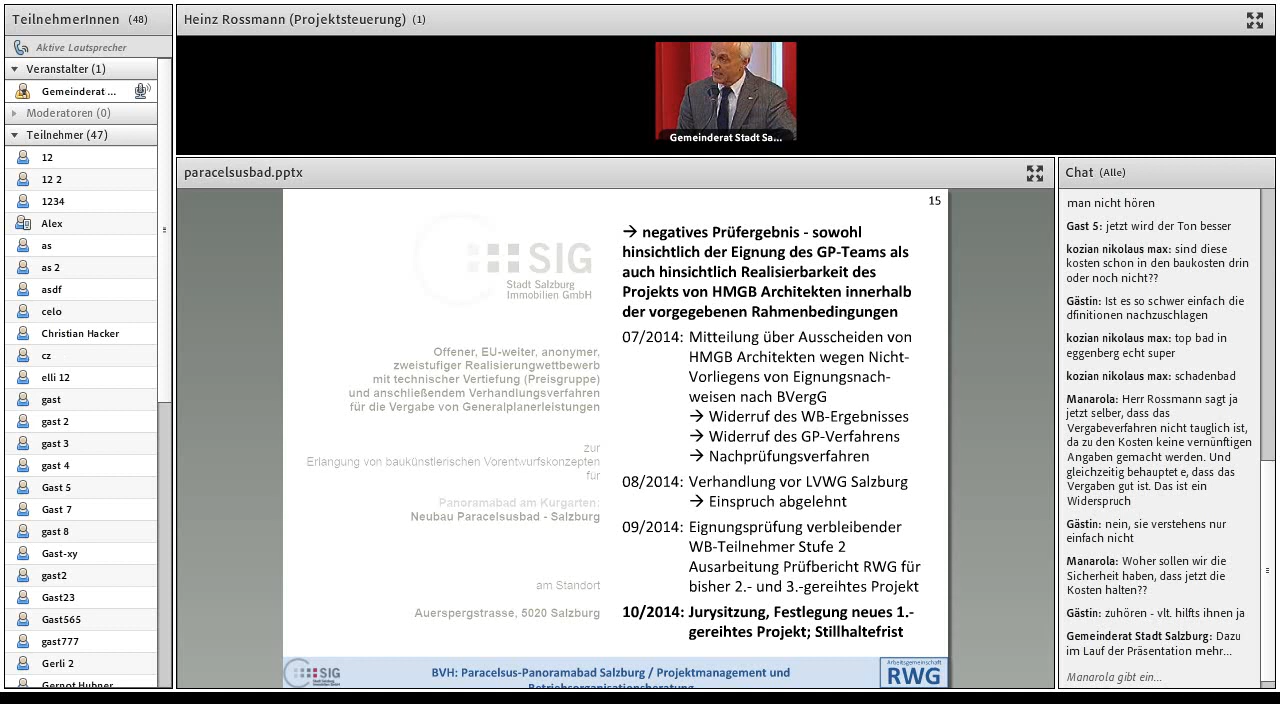 TeilnehmerInnen (48)
Aktive Lautsprecher
Veranstalter (1)
Gemeinderat ...
Moderatoren (0)
Teilnehmer (47)
12
12 2
1234
Alex
as
as 2
asdf
celo
Christian Hacker
cz
elli 12
gast
gast 2
gast 3
gast 4
Gast 5
Gast 7
gast 8
Gast-xy
gast2
Gast23
Gast565
gast777
Gerli 2
Gernot Hubner
Heinz Rossmann (Projektsteuerung) (1)
Gemeinderat Stadt Sa...
paracelsusbad.pptx
15
SIG
Stadt Salzburg
Immobilien GmbH
Offener, EU-weiter, anonymer,
zweistufiger Realisierungwettbewerb
mit technischer Vertiefung (Preisgruppe)
und anschließendem Verhandlungsverfahren
für die Vergabe von Generalplanerleistungen
zur
Erlangung von baukünstlerischen Vorentwurfskonzepten
für
Panoramabad am Kurgarten:
Neubau Paracelsusbad - Salzburg
am Standort
Auerspergstrasse, 5020 Salzburg
→ negatives Prüfergebnis - sowohl
hinsichtlich der Eignung des GP-Teams als
auch hinsichtlich Realisierbarkeit des
Projekts von HMGB Architekten innerhalb
der vorgegebenen Rahmenbedingungen
07/2014: Mitteilung über Ausscheiden von
HMGB Architekten wegen Nicht-
Vorliegens von Eignungsnach-
weisen nach BVergG
→ Widerruf des WB-Ergebnisses
→ Widerruf des GP-Verfahrens
→ Nachprüfungsverfahren
08/2014: Verhandlung vor LVWG Salzburg
→ Einspruch abgelehnt
09/2014: Eignungsprüfung verbleibender
WB-Teilnehmer Stufe 2
Ausarbeitung Prüfbericht RWG für
bisher 2.- und 3.-gereihtes Projekt
10/2014: Jurysitzung, Festlegung neues 1.-
gereihtes Projekt; Stillhaltefrist
SIG
Stadt Salzburg
Immobilien GmbH
BVH: Paracelsus-Panoramabad Salzburg / Projektmanagement und
Betriebsorganisationsberatung
Arbeitsgemeinschaft
RWG
Chat (Alle)
man nicht hören
Gast 5: jetzt wird der Ton besser
kozian nikolaus max: sind diese
kosten schon in den baukosten drin
oder noch nicht??
Gästin: Ist es so schwer einfach die
dfinitionen nachzuschlagen
kozian nikolaus max: top bad in
eggenberg echt super
kozian nikolaus max: schadenbad
Manarola: Herr Rossmann sagt ja
jetzt selber, dass das
Vergabeverfahren nicht tauglich ist,
da zu den Kosten keine vernünftigen
Angaben gemacht werden. Und
gleichzeitig behauptet e, dass das
Vergaben gut ist. Das ist ein
Widerspruch
Gästin: nein, sie verstehens nur
einfach nicht
Manarola: Woher sollen wir die
Sicherheit haben, dass jetzt die
Kosten halten??
Gästin: zuhören - vlt. hilfts ihnen ja
Gemeinderat Stadt Salzburg: Dazu
im Lauf der Präsentation mehr...
Manarola gibt ein...